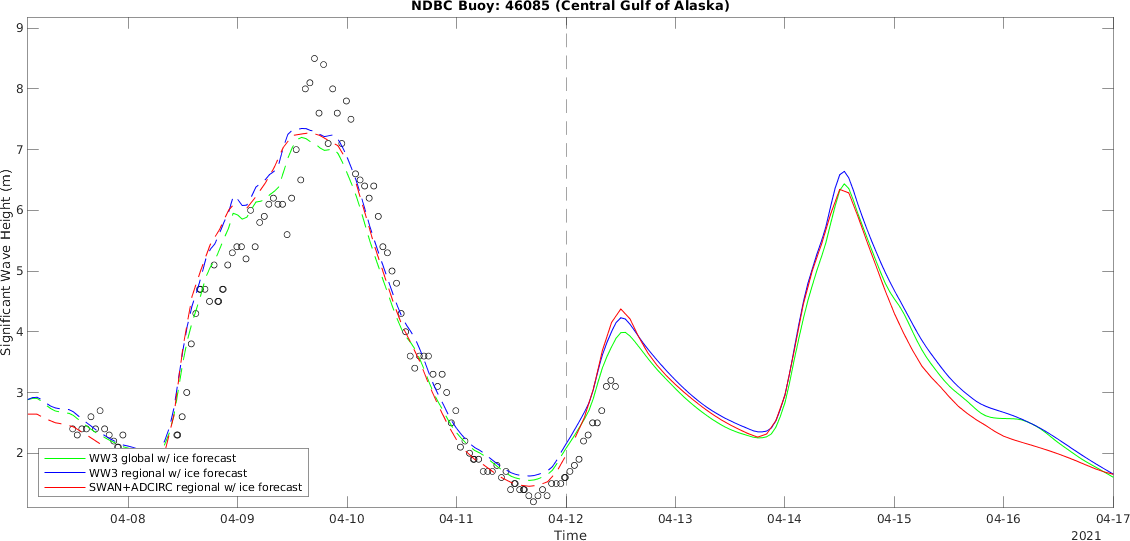 NDBC Buoy: 46085 (Central Gulf of Alaska)
Significant Wave Height (m)
9
8
7
6
5
4
3
2
WW3 global w/ ice forecast
WW3 regional w/ ice forecast
SWAN+ADCIRC regional w/ ice forecast
04-08 04-09 04-10 04-11 04-12 04-13 04-14 04-15 04-16 04-17
Time
2021